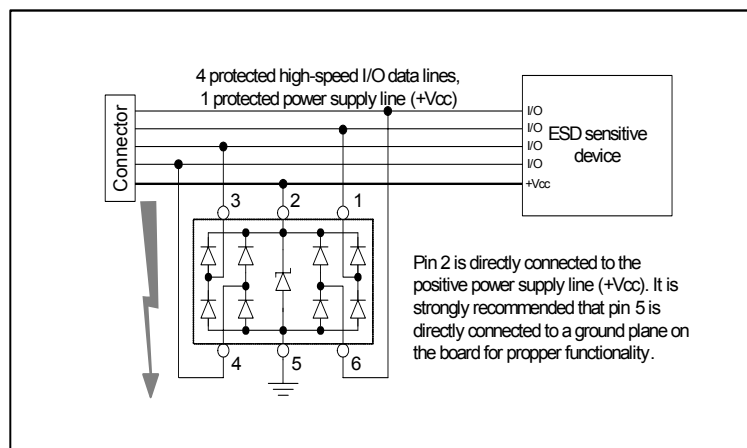 4 protected high-speed I/O data lines,
1 protected power supply line (+Vcc)
Connector
I/O
I/O
I/O
I/O
+Vcc
ESD sensitive
device
3
2
1
4
5
6
Pin 2 is directly connected to the
positive power supply line (+Vcc). It is
strongly recommended that pin 5 is
directly connected to a ground plane on
the board for propper functionality.